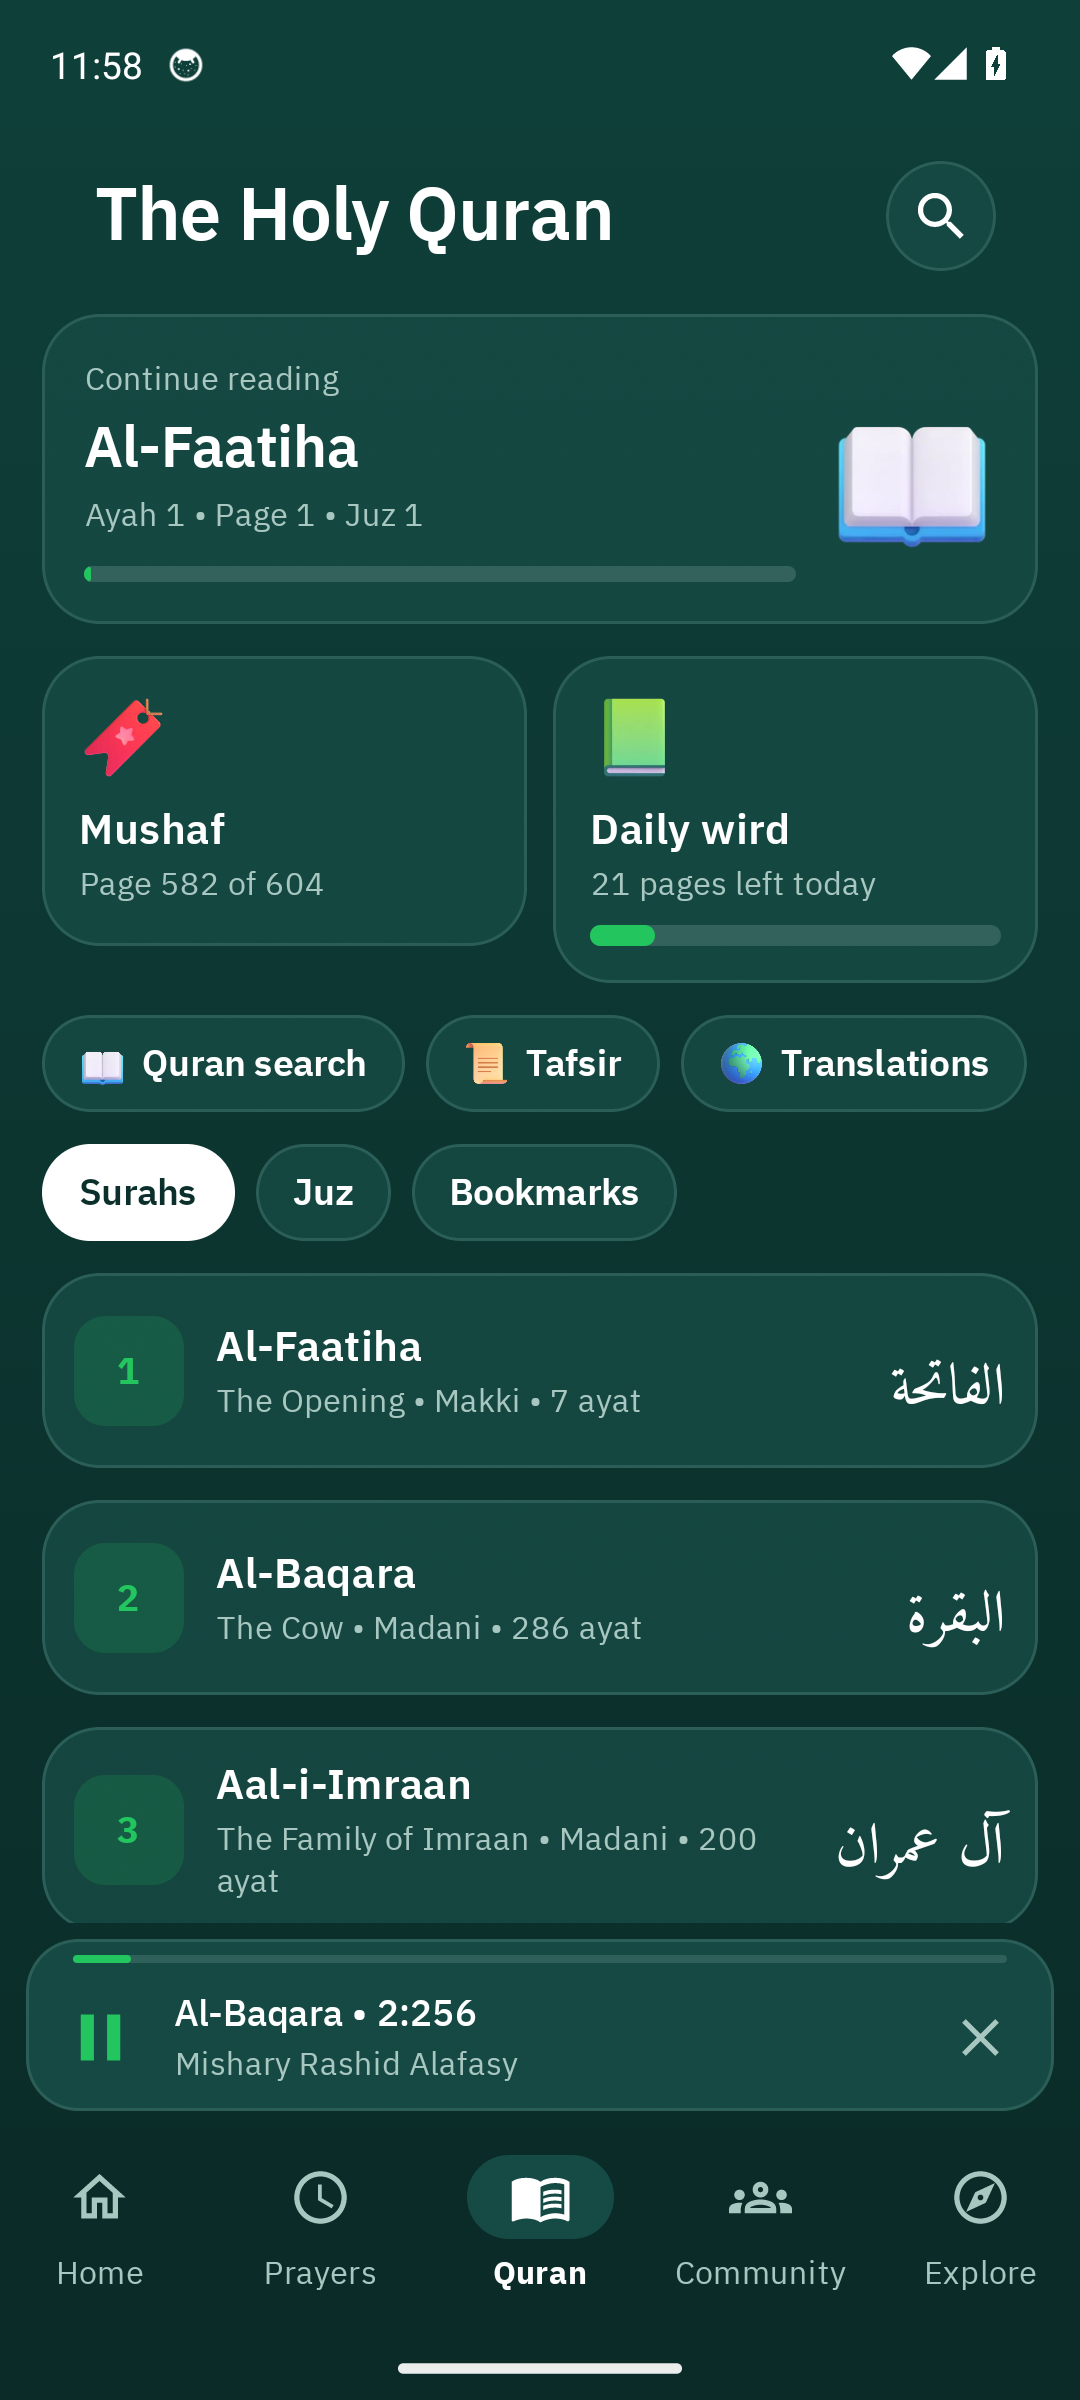 11:58
The Holy Quran
Continue reading
Al-Faatiha
Ayah 1 • Page 1 • Juz 1
Mushaf
Page 582 of 604
Daily wird
21 pages left today
Quran search
Tafsir
Translations
Surahs
Juz
Bookmarks
1
Al-Faatiha
The Opening • Makki • 7 ayat
الفاتحة
2
Al-Baqara
The Cow • Madani • 286 ayat
البقرة
3
Aal-i-Imraan
The Family of Imraan • Madani • 200
ayat
آل عمران
Al-Baqara • 2:256
Mishary Rashid Alafasy
Home
Prayers
Quran
Community
Explore